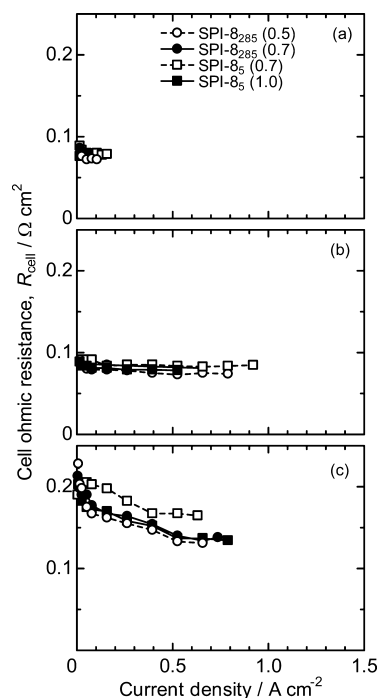 SPI-8₂₈₅ (0.5)
(a)
SPI-8₂₈₅ (0.7)
SPI-8₅ (0.7)
SPI-8₅ (1.0)
0.2
0.1
0
(b)
0.2
0.1
0
(c)
0.2
0.1
0
0.5
1.0
1.5
Cell ohmic resistance, R_cell / Ω cm²
Current density / A cm⁻²